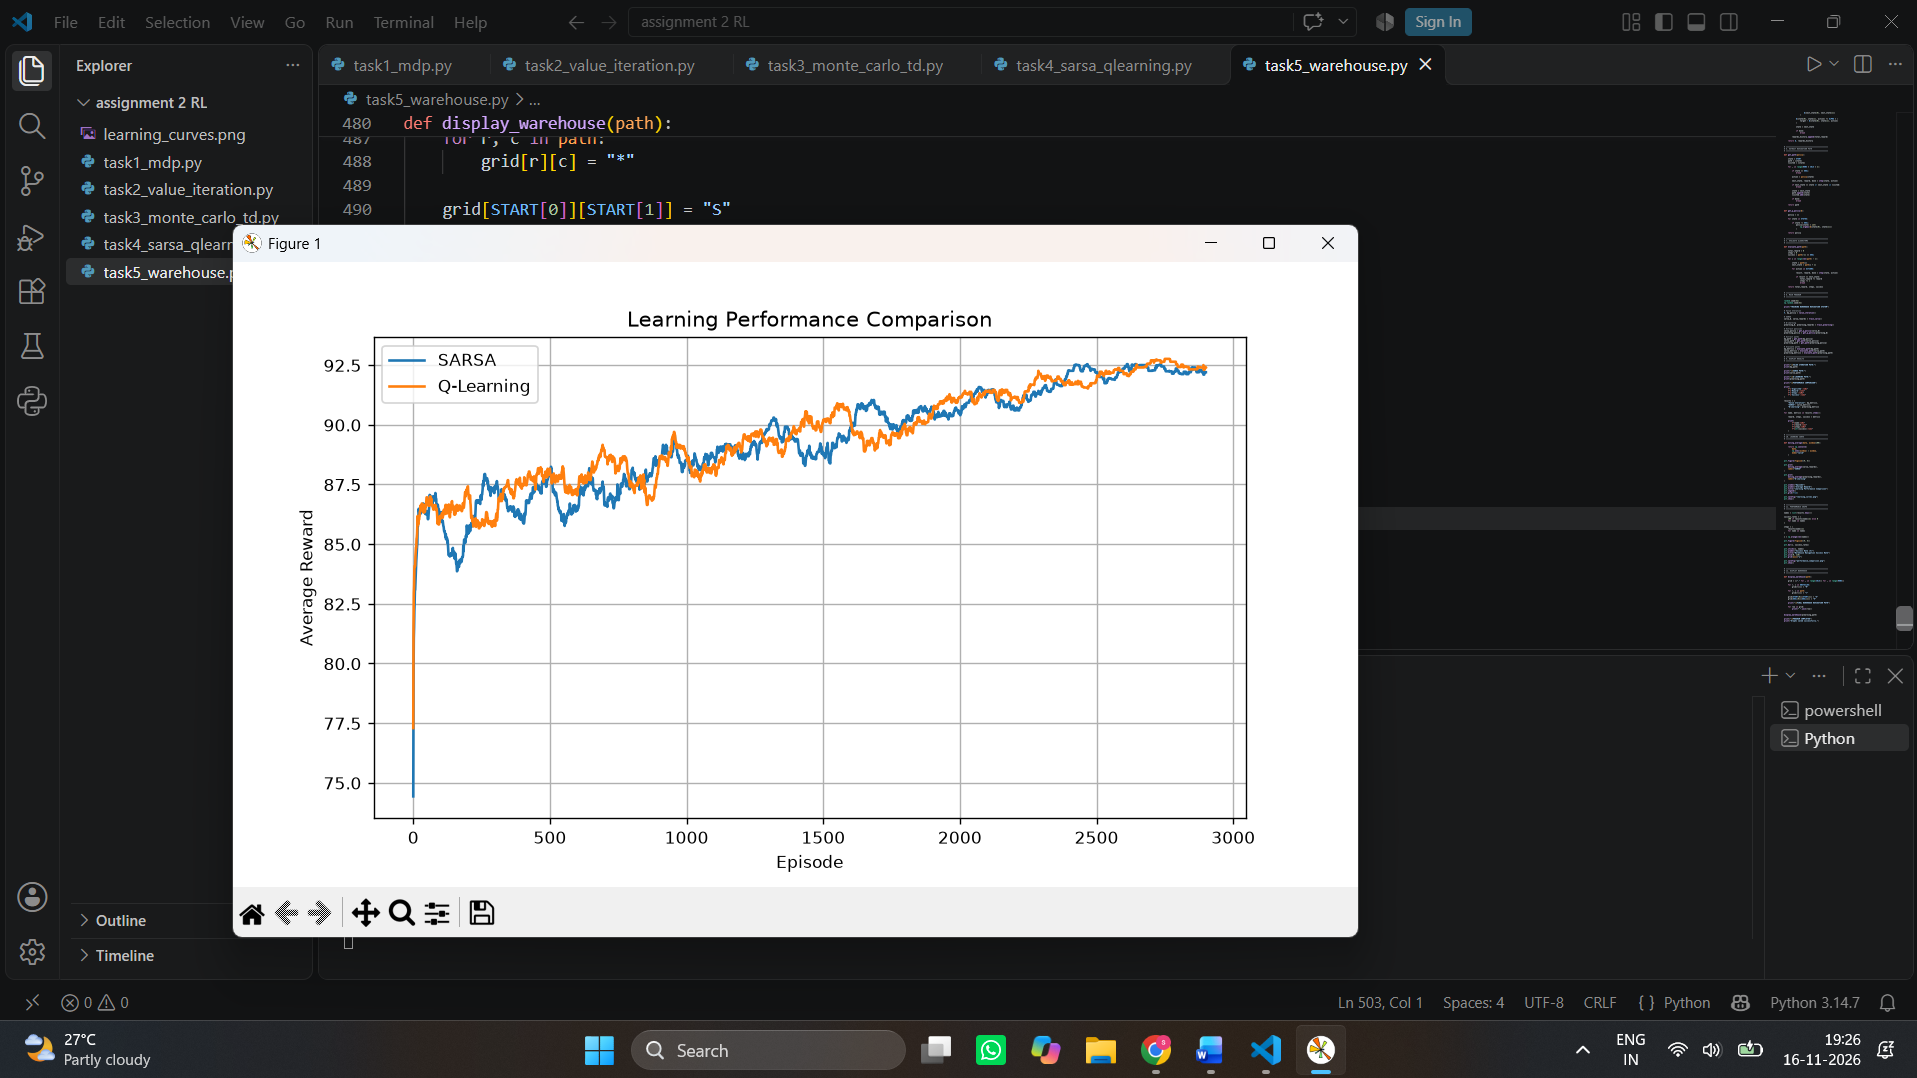 File Edit Selection View Go Run Terminal Help
assignment 2 RL
Sign In
Explorer
task1_mdp.py
task2_value_iteration.py
task3_monte_carlo_td.py
task4_sarsa_qlearning.py
task5_warehouse.py
assignment 2 RL
learning_curves.png
task1_mdp.py
task2_value_iteration.py
task3_monte_carlo_td.py
task4_sarsa_qlearn
task5_warehouse.p
task5_warehouse.py > ...
480 def display_warehouse(path):
487 for r, c in path:
488 grid[r][c] = "*"
489
490 grid[START[0]][START[1]] = "S"
Figure 1
Learning Performance Comparison
SARSA
Q-Learning
92.5
90.0
87.5
85.0
82.5
80.0
77.5
75.0
Average Reward
0 500 1000 1500 2000 2500 3000
Episode
powershell
Python
Outline
Timeline
0 0
Ln 503, Col 1 Spaces: 4 UTF-8 CRLF { } Python Python 3.14.7
27°C
Partly cloudy
Search
ENG
IN
19:26
16-11-2026